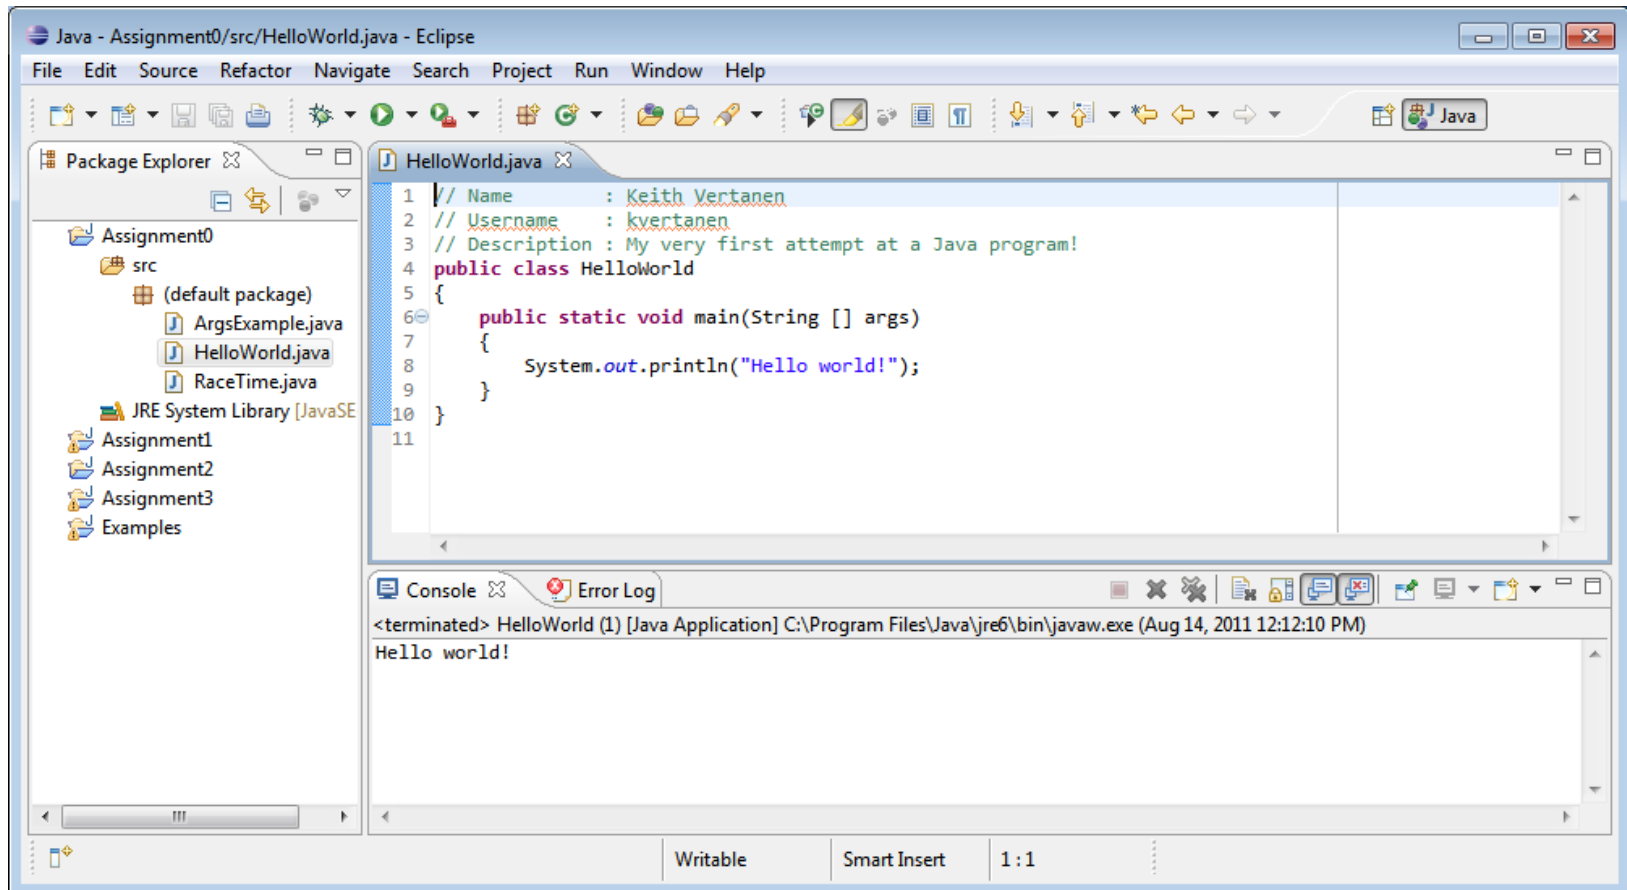 Java - Assignment0/src/HelloWorld.java - Eclipse
File Edit Source Refactor Navigate Search Project Run Window Help
Java
Package Explorer
Assignment0
src
(default package)
ArgsExample.java
HelloWorld.java
RaceTime.java
JRE System Library [JavaSE
Assignment1
Assignment2
Assignment3
Examples
HelloWorld.java
1 // Name : Keith Vertanen
2 // Username : kvertanen
3 // Description : My very first attempt at a Java program!
4 public class HelloWorld
5 {
6 public static void main(String [] args)
7 {
8 System.out.println("Hello world!");
9 }
10 }
11
Console Error Log
<terminated> HelloWorld (1) [Java Application] C:\Program Files\Java\jre6\bin\javaw.exe (Aug 14, 2011 12:12:10 PM)
Hello world!
Writable Smart Insert 1 : 1